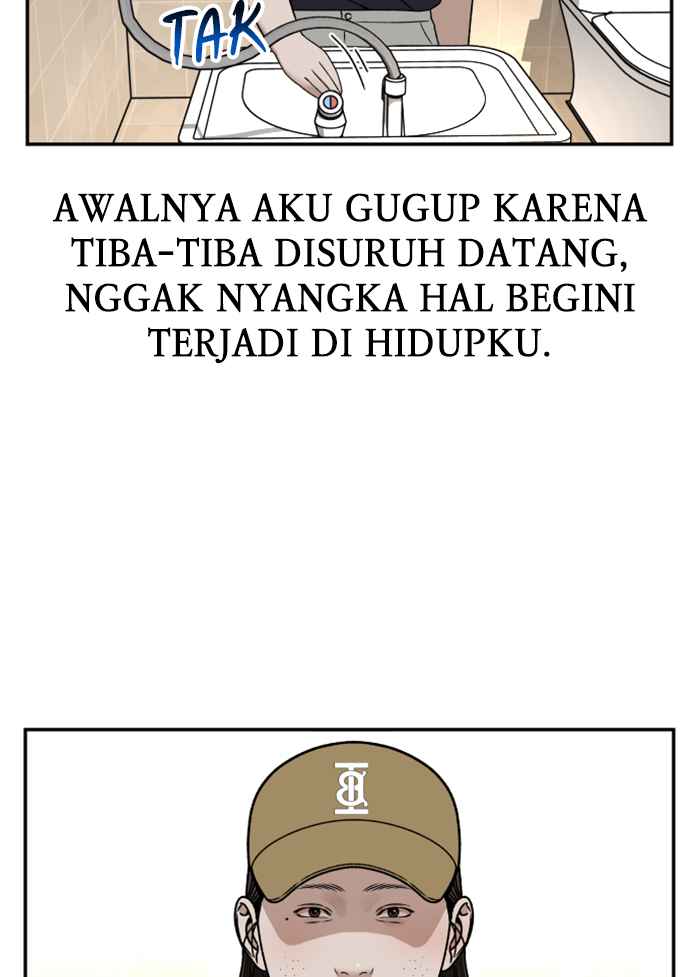 TAK
AWALNYA AKU GUGUP KARENA
TIBA-TIBA DISURUH DATANG,
NGGAK NYANGKA HAL BEGINI
TERJADI DI HIDUPKU.